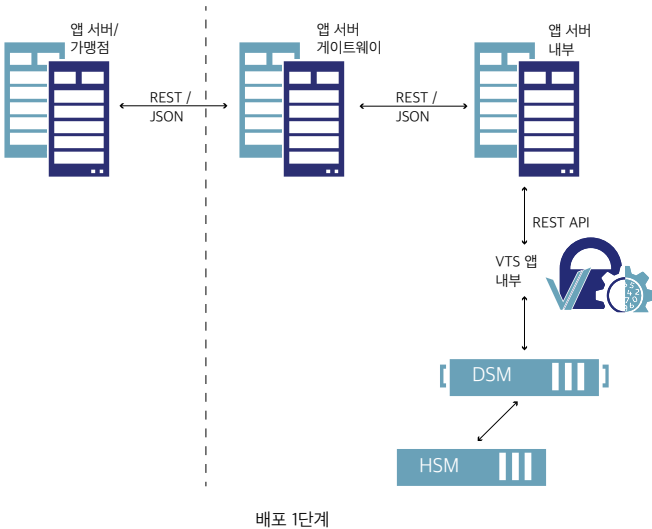 앱 서버/
가맹점
앱 서버
게이트웨이
앱 서버
내부
REST /
JSON
REST /
JSON
REST API
VTS 앱
내부
DSM
HSM
배포 1단계